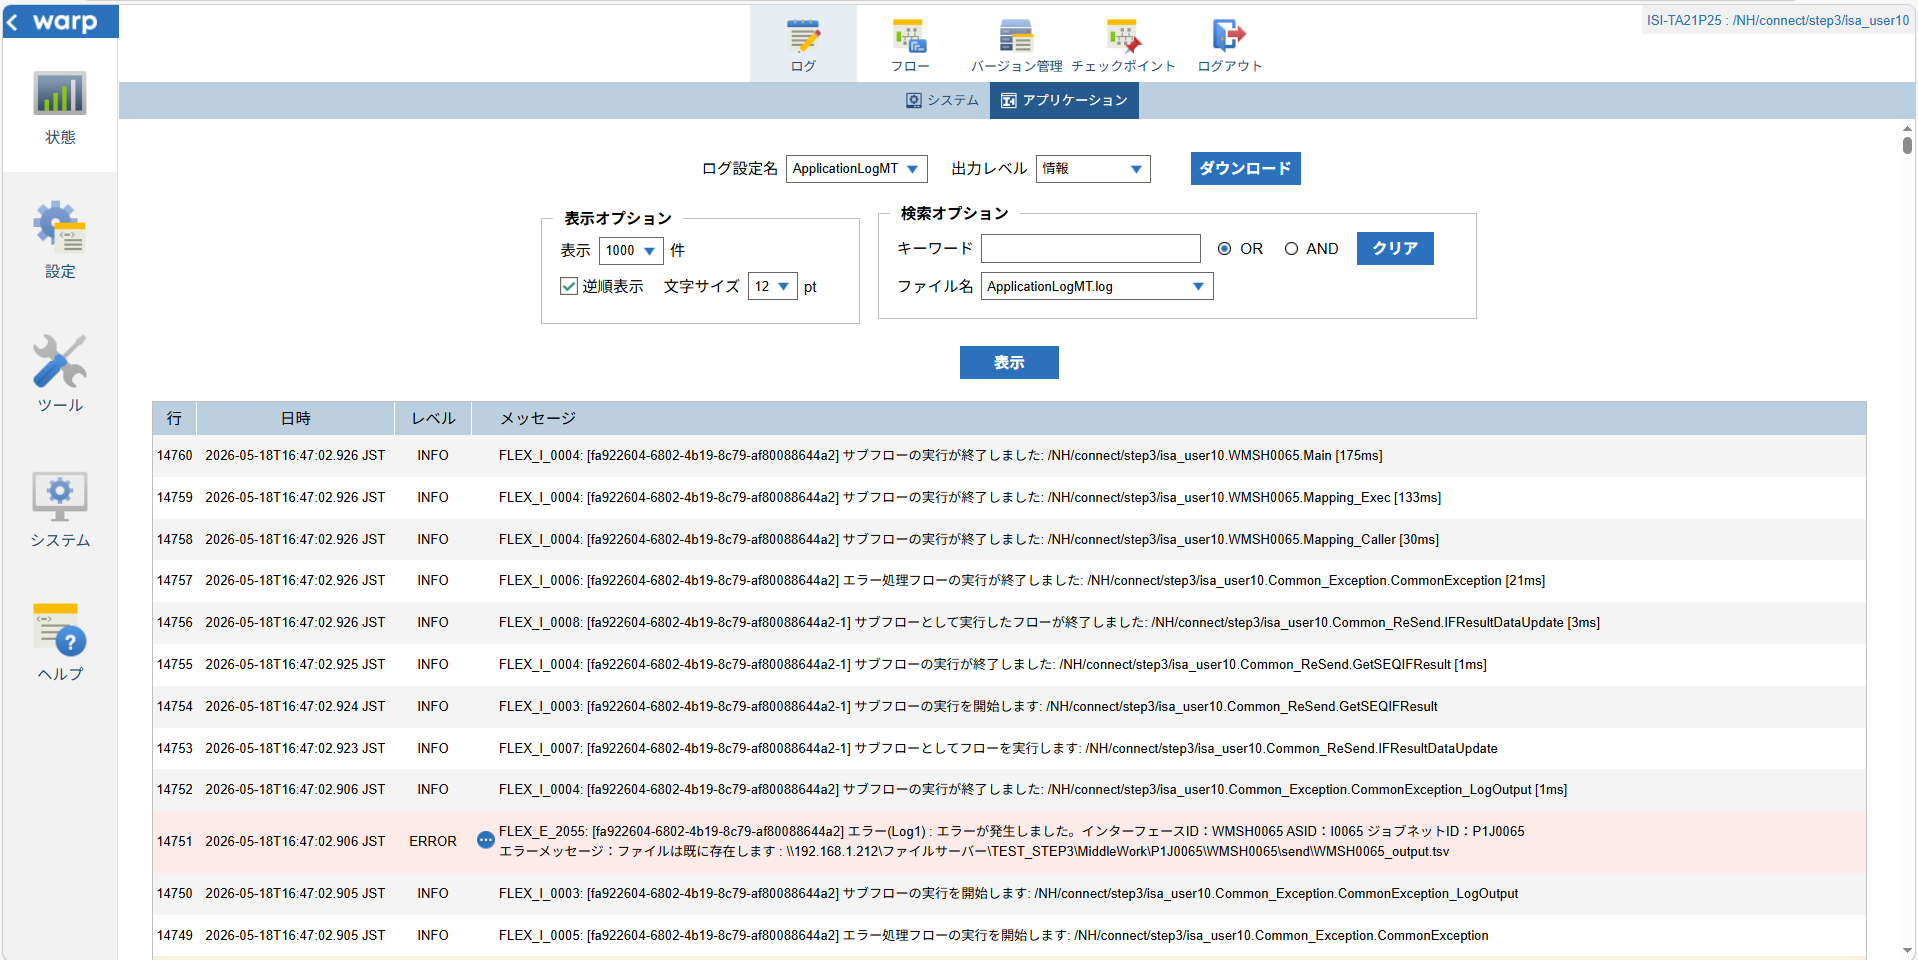 warp
ISI-TA21P25 : /NH/connect/step3/isa_user10
ログ
フロー
バージョン管理
チェックポイント
ログアウト
システム
アプリケーション
状態
設定
ツール
システム
ヘルプ
ログ設定名 ApplicationLogMT 出力レベル 情報 ダウンロード
表示オプション
表示 1000 件
逆順表示 文字サイズ 12 pt
検索オプション
キーワード OR AND クリア
ファイル名 ApplicationLogMT.log
表示
行 日時 レベル メッセージ
14760 2026-05-18T16:47:02.926 JST INFO FLEX_I_0004: [fa922604-6802-4b19-8c79-af80088644a2] サブフローの実行が終了しました: /NH/connect/step3/isa_user10.WMSH0065.Main [175ms]
14759 2026-05-18T16:47:02.926 JST INFO FLEX_I_0004: [fa922604-6802-4b19-8c79-af80088644a2] サブフローの実行が終了しました: /NH/connect/step3/isa_user10.WMSH0065.Mapping_Exec [133ms]
14758 2026-05-18T16:47:02.926 JST INFO FLEX_I_0004: [fa922604-6802-4b19-8c79-af80088644a2] サブフローの実行が終了しました: /NH/connect/step3/isa_user10.WMSH0065.Mapping_Caller [30ms]
14757 2026-05-18T16:47:02.926 JST INFO FLEX_I_0006: [fa922604-6802-4b19-8c79-af80088644a2] エラー処理フローの実行が終了しました: /NH/connect/step3/isa_user10.Common_Exception.CommonException [21ms]
14756 2026-05-18T16:47:02.926 JST INFO FLEX_I_0008: [fa922604-6802-4b19-8c79-af80088644a2-1] サブフローとして実行したフローが終了しました: /NH/connect/step3/isa_user10.Common_ReSend.IFResultDataUpdate [3ms]
14755 2026-05-18T16:47:02.925 JST INFO FLEX_I_0004: [fa922604-6802-4b19-8c79-af80088644a2-1] サブフローの実行が終了しました: /NH/connect/step3/isa_user10.Common_ReSend.GetSEQIFResult [1ms]
14754 2026-05-18T16:47:02.924 JST INFO FLEX_I_0003: [fa922604-6802-4b19-8c79-af80088644a2-1] サブフローの実行を開始します: /NH/connect/step3/isa_user10.Common_ReSend.GetSEQIFResult
14753 2026-05-18T16:47:02.923 JST INFO FLEX_I_0007: [fa922604-6802-4b19-8c79-af80088644a2-1] サブフローとしてフローを実行します: /NH/connect/step3/isa_user10.Common_ReSend.IFResultDataUpdate
14752 2026-05-18T16:47:02.906 JST INFO FLEX_I_0004: [fa922604-6802-4b19-8c79-af80088644a2] サブフローの実行が終了しました: /NH/connect/step3/isa_user10.Common_Exception.CommonException_LogOutput [1ms]
14751 2026-05-18T16:47:02.906 JST ERROR FLEX_E_2055: [fa922604-6802-4b19-8c79-af80088644a2] エラー(Log1) : エラーが発生しました。インターフェースID：WMSH0065 ASID：I0065 ジョブネットID：P1J0065
エラーメッセージ：ファイルは既に存在します : \\192.168.1.212\ファイルサーバー\TEST_STEP3\MiddleWork\P1J0065\WMSH0065\send\WMSH0065_output.tsv
14750 2026-05-18T16:47:02.905 JST INFO FLEX_I_0003: [fa922604-6802-4b19-8c79-af80088644a2] サブフローの実行を開始します: /NH/connect/step3/isa_user10.Common_Exception.CommonException_LogOutput
14749 2026-05-18T16:47:02.905 JST INFO FLEX_I_0005: [fa922604-6802-4b19-8c79-af80088644a2] エラー処理フローの実行を開始します: /NH/connect/step3/isa_user10.Common_Exception.CommonException